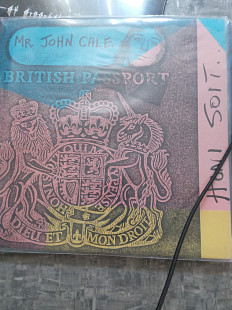 MR JOHN CALE
BRITISH PASSPORT
HONI SOIT...
DIEU ET MON DROIT